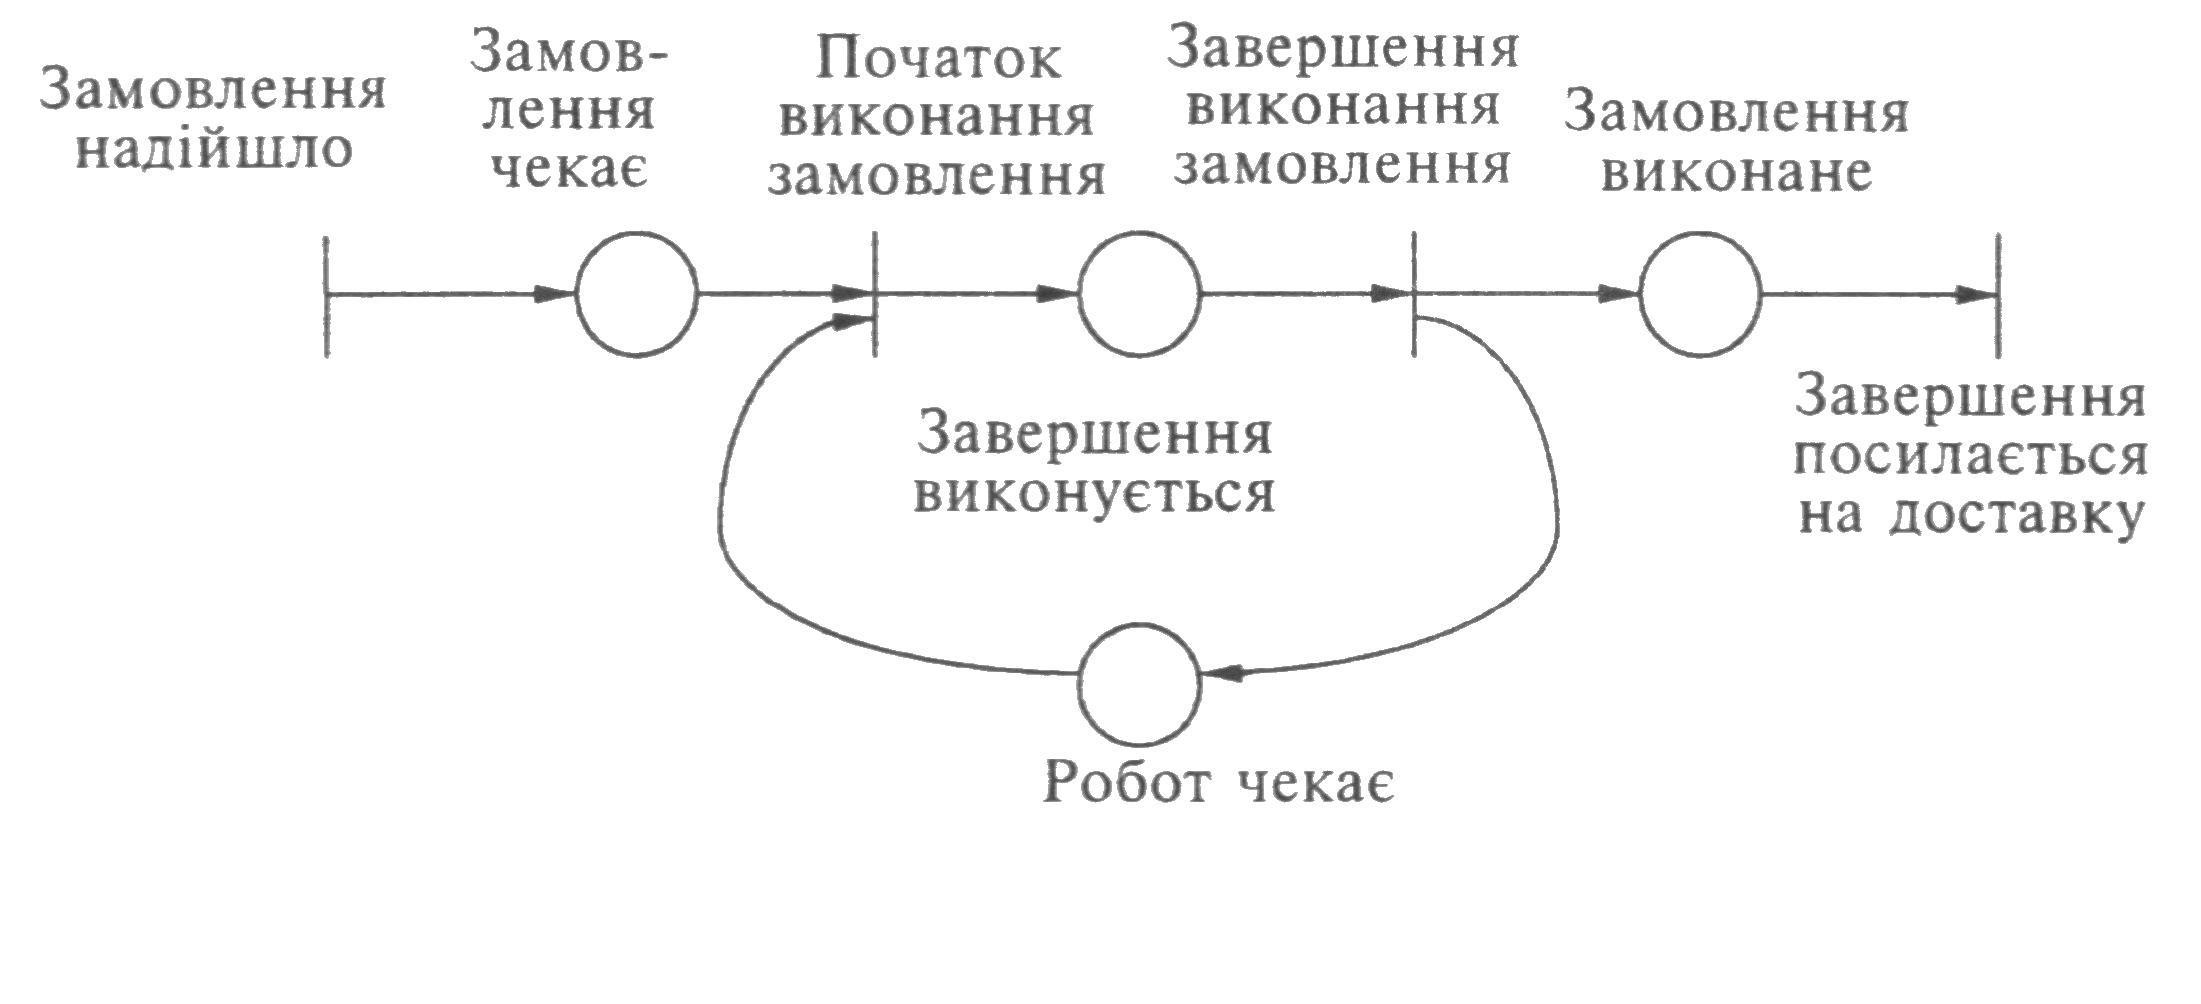 Замовлення
надійшло
Замов-
лення
чекає
Початок
виконання
замовлення
Завершення
виконання
замовлення
Замовлення
виконане
Завершення
виконується
Завершення
посилається
на доставку
Робот чекає